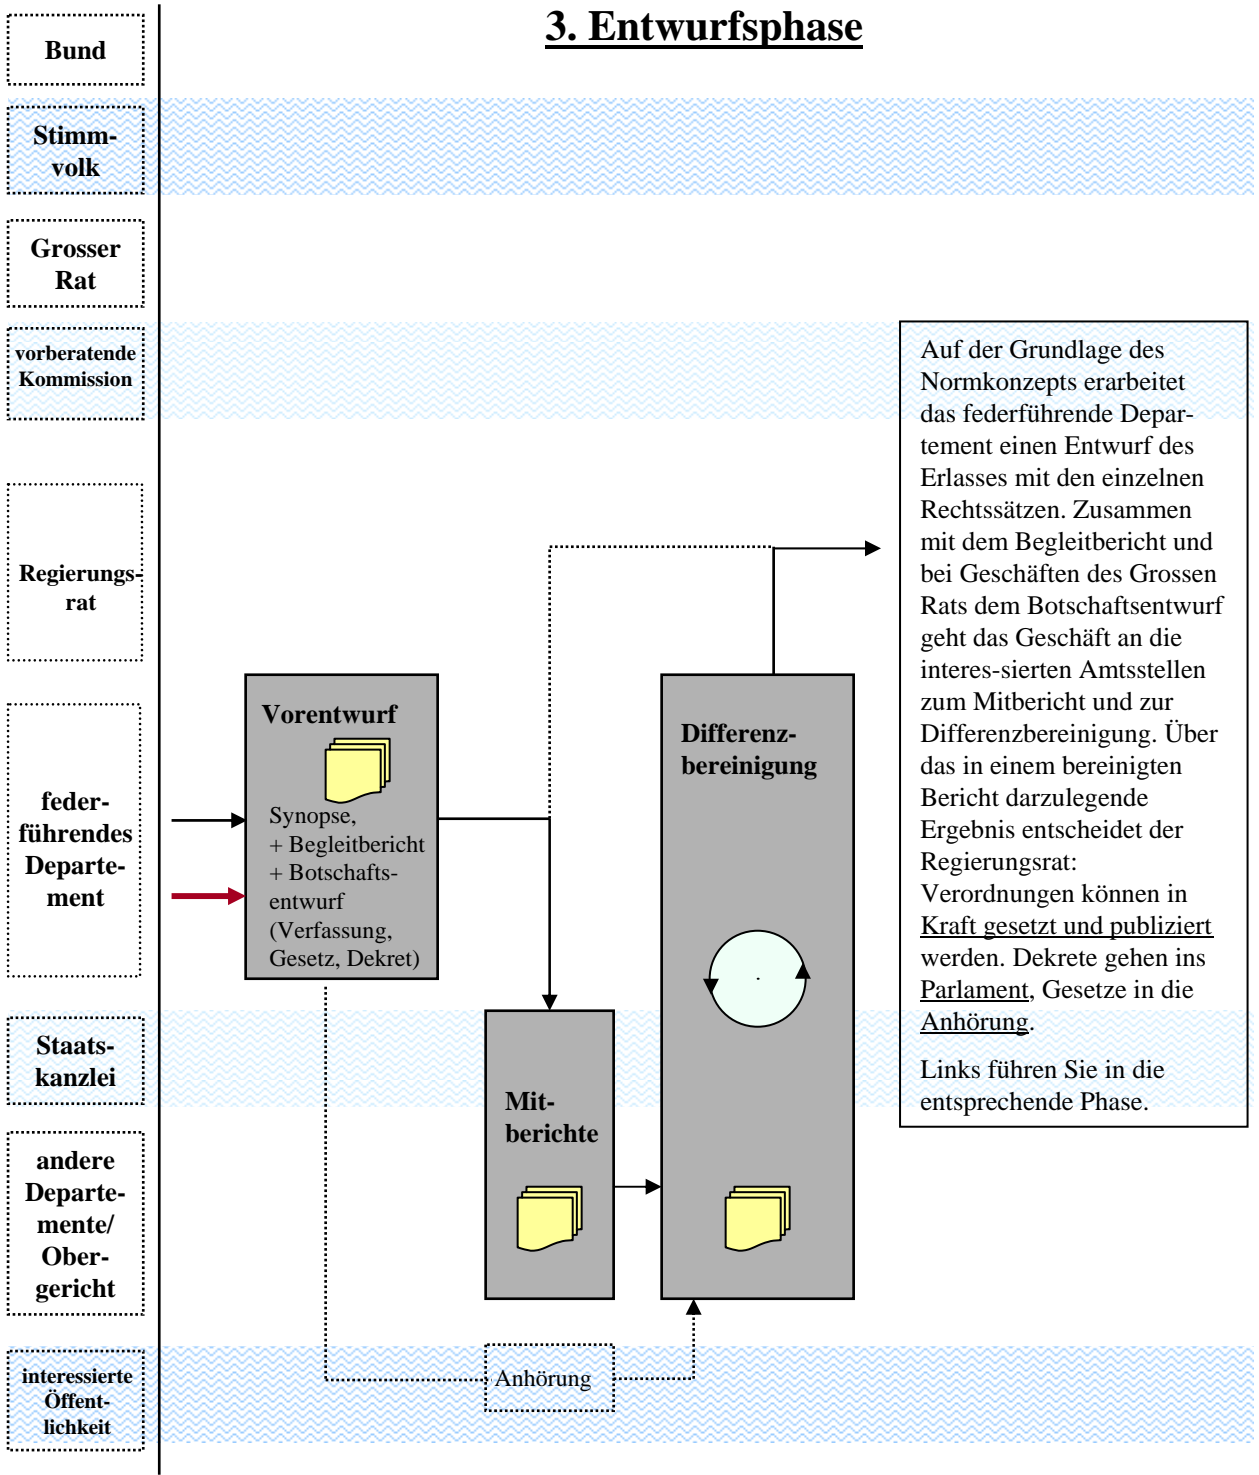 3. Entwurfsphase
Bund
Stimm-
volk
Grosser
Rat
vorberatende
Kommission
Regierungs-
rat
feder-
führendes
Departe-
ment
Staats-
kanzlei
andere
Departe-
mente/
Ober-
gericht
interessierte
Öffent-
lichkeit
Vorentwurf
Synopse,
+ Begleitbericht
+ Botschafts-
entwurf
(Verfassung,
Gesetz, Dekret)
Mit-
berichte
Anhörung
Differenz-
bereinigung
Auf der Grundlage des
Normkonzepts erarbeitet
das federführende Depar-
tement einen Entwurf des
Erlasses mit den einzelnen
Rechtssätzen. Zusammen
mit dem Begleitbericht und
bei Geschäften des Grossen
Rats dem Botschaftsentwurf
geht das Geschäft an die
interes-sierten Amtsstellen
zum Mitbericht und zur
Differenzbereinigung. Über
das in einem bereinigten
Bericht darzulegende
Ergebnis entscheidet der
Regierungsrat:
Verordnungen können in
Kraft gesetzt und publiziert
werden. Dekrete gehen ins
Parlament, Gesetze in die
Anhörung.
Links führen Sie in die
entsprechende Phase.